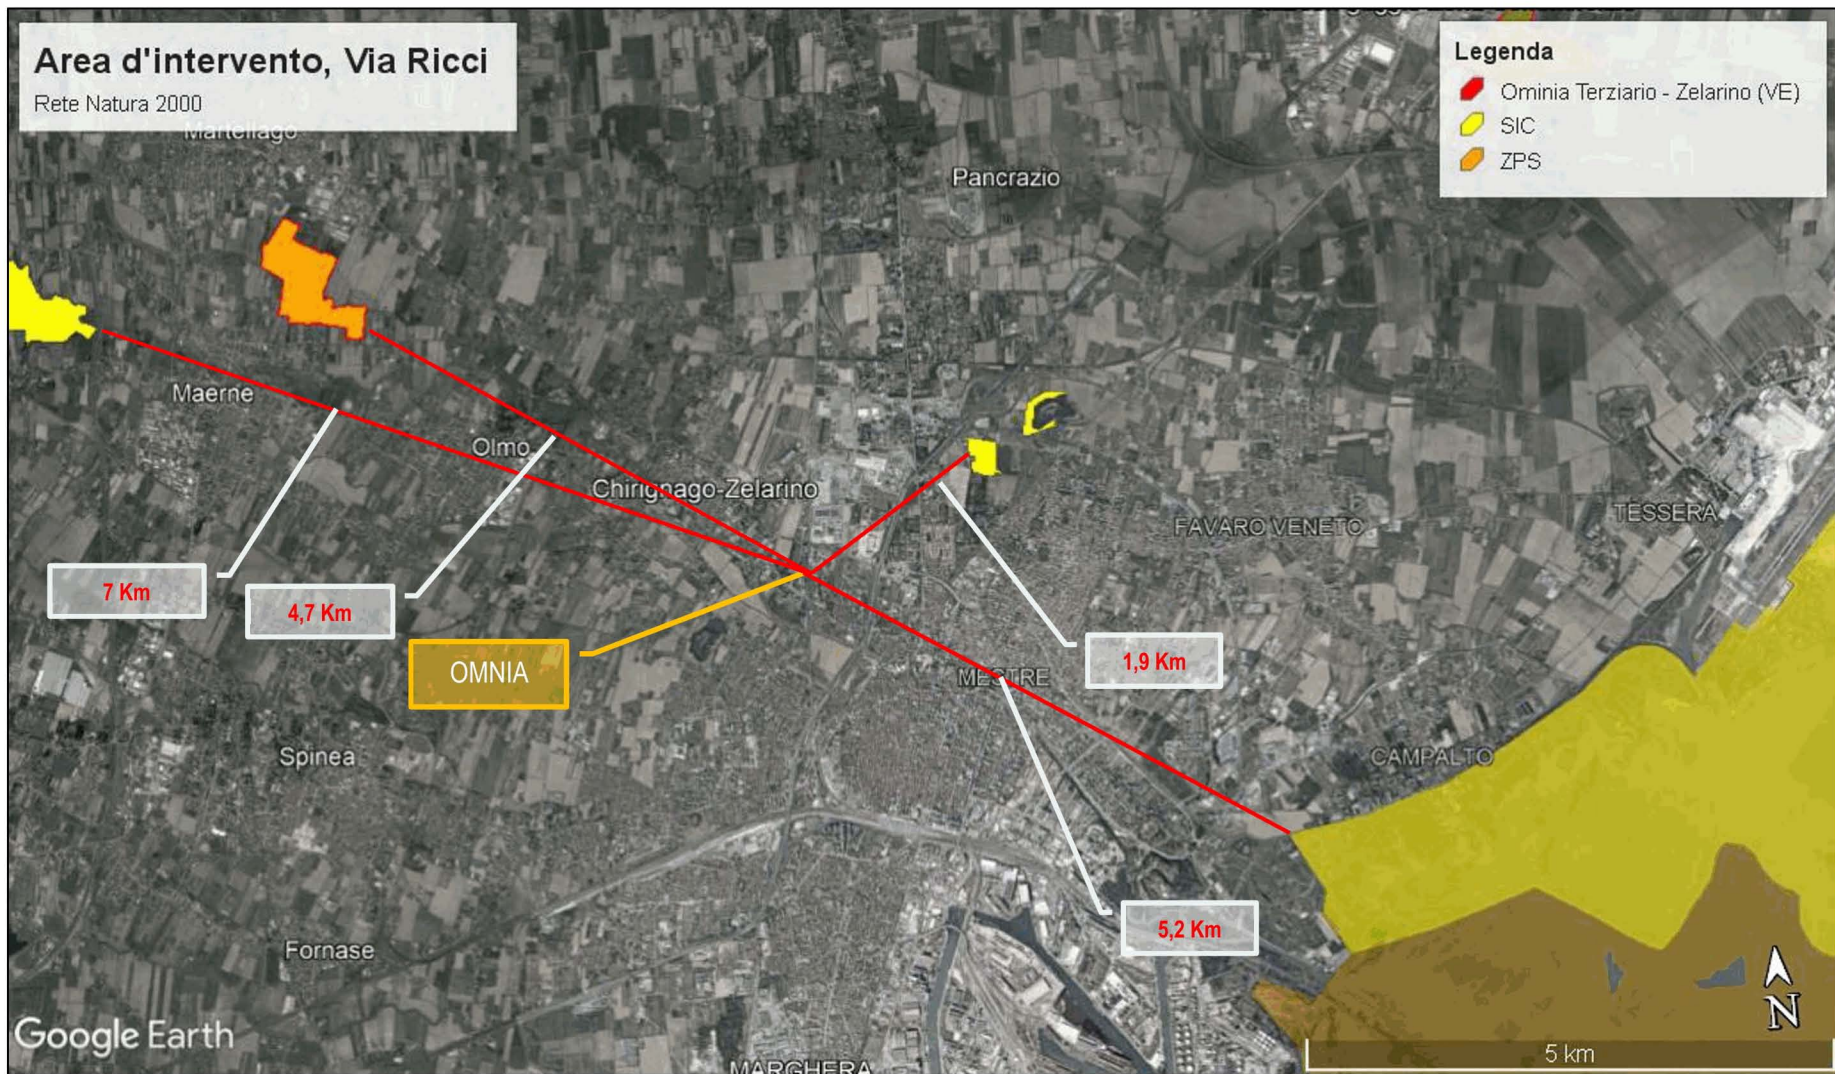 Area d'intervento, Via Ricci
Rete Natura 2000
Legenda
Ominia Terziario - Zelarino (VE)
SIC
ZPS
Martellago
Pancrazio
Maerne
Olmo
Chirignago-Zelarino
FAVARO VENETO
TESSERA
7 Km
4,7 Km
OMNIA
1,9 Km
MESTRE
Spinea
CAMPALTO
5,2 Km
Fornase
N
Google Earth
5 km
MARGHERA